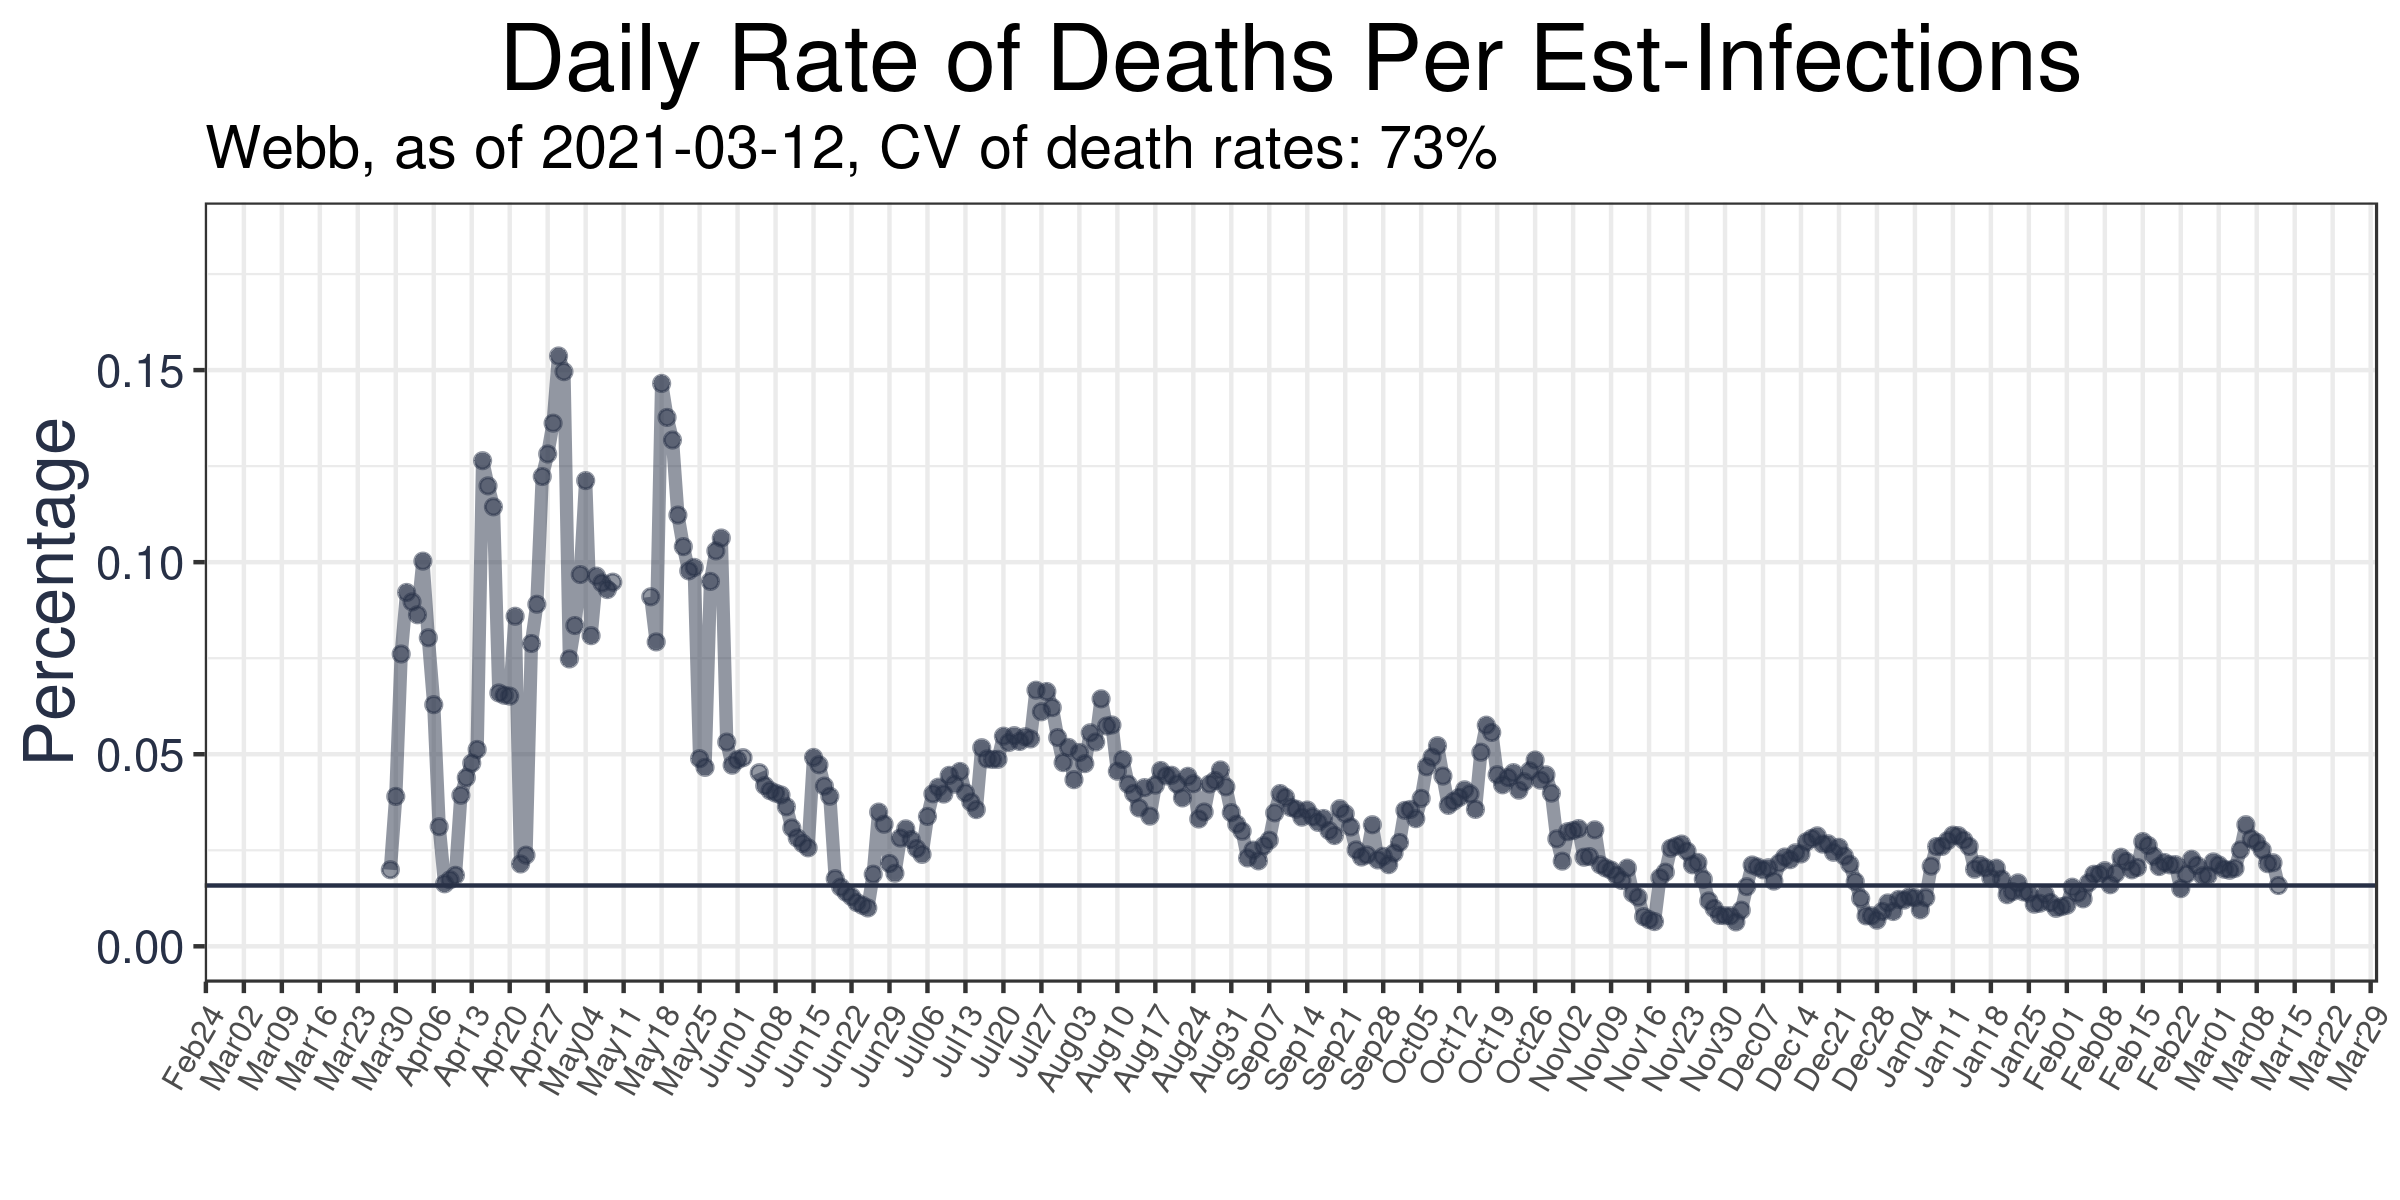 Daily Rate of Deaths Per Est-Infections
Webb, as of 2021-03-12, CV of death rates: 73%
Percentage
0.15
0.10
0.05
0.00
Feb24 Mar02 Mar09 Mar16 Mar23 Mar30 Apr06 Apr13 Apr20 Apr27 May04 May11 May18 May25 Jun01 Jun08 Jun15 Jun22 Jun29 Jul06 Jul13 Jul20 Jul27 Aug03 Aug10 Aug17 Aug24 Aug31 Sep07 Sep14 Sep21 Sep28 Oct05 Oct12 Oct19 Oct26 Nov02 Nov09 Nov16 Nov23 Nov30 Dec07 Dec14 Dec21 Dec28 Jan04 Jan11 Jan18 Jan25 Feb01 Feb08 Feb15 Feb22 Mar01 Mar08 Mar15 Mar22 Mar29